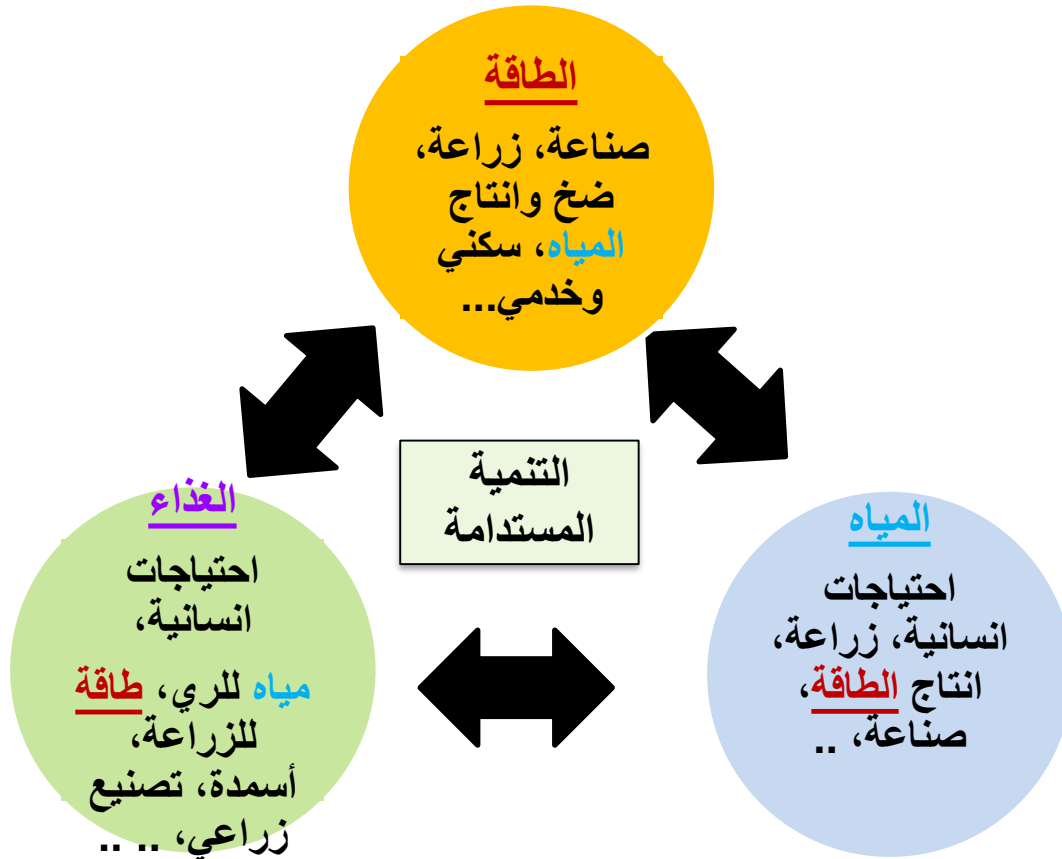 الطاقة
صناعة، زراعة،
ضخ وانتاج
المياه، سكني
وخدمي...
التنمية
المستدامة
المياه
احتياجات
انسانية، زراعة،
انتاج الطاقة،
صناعة، ..
الغذاء
احتياجات
انسانية،
مياه للري، طاقة
للزراعة،
أسمدة، تصنيع
زراعي، .. ..